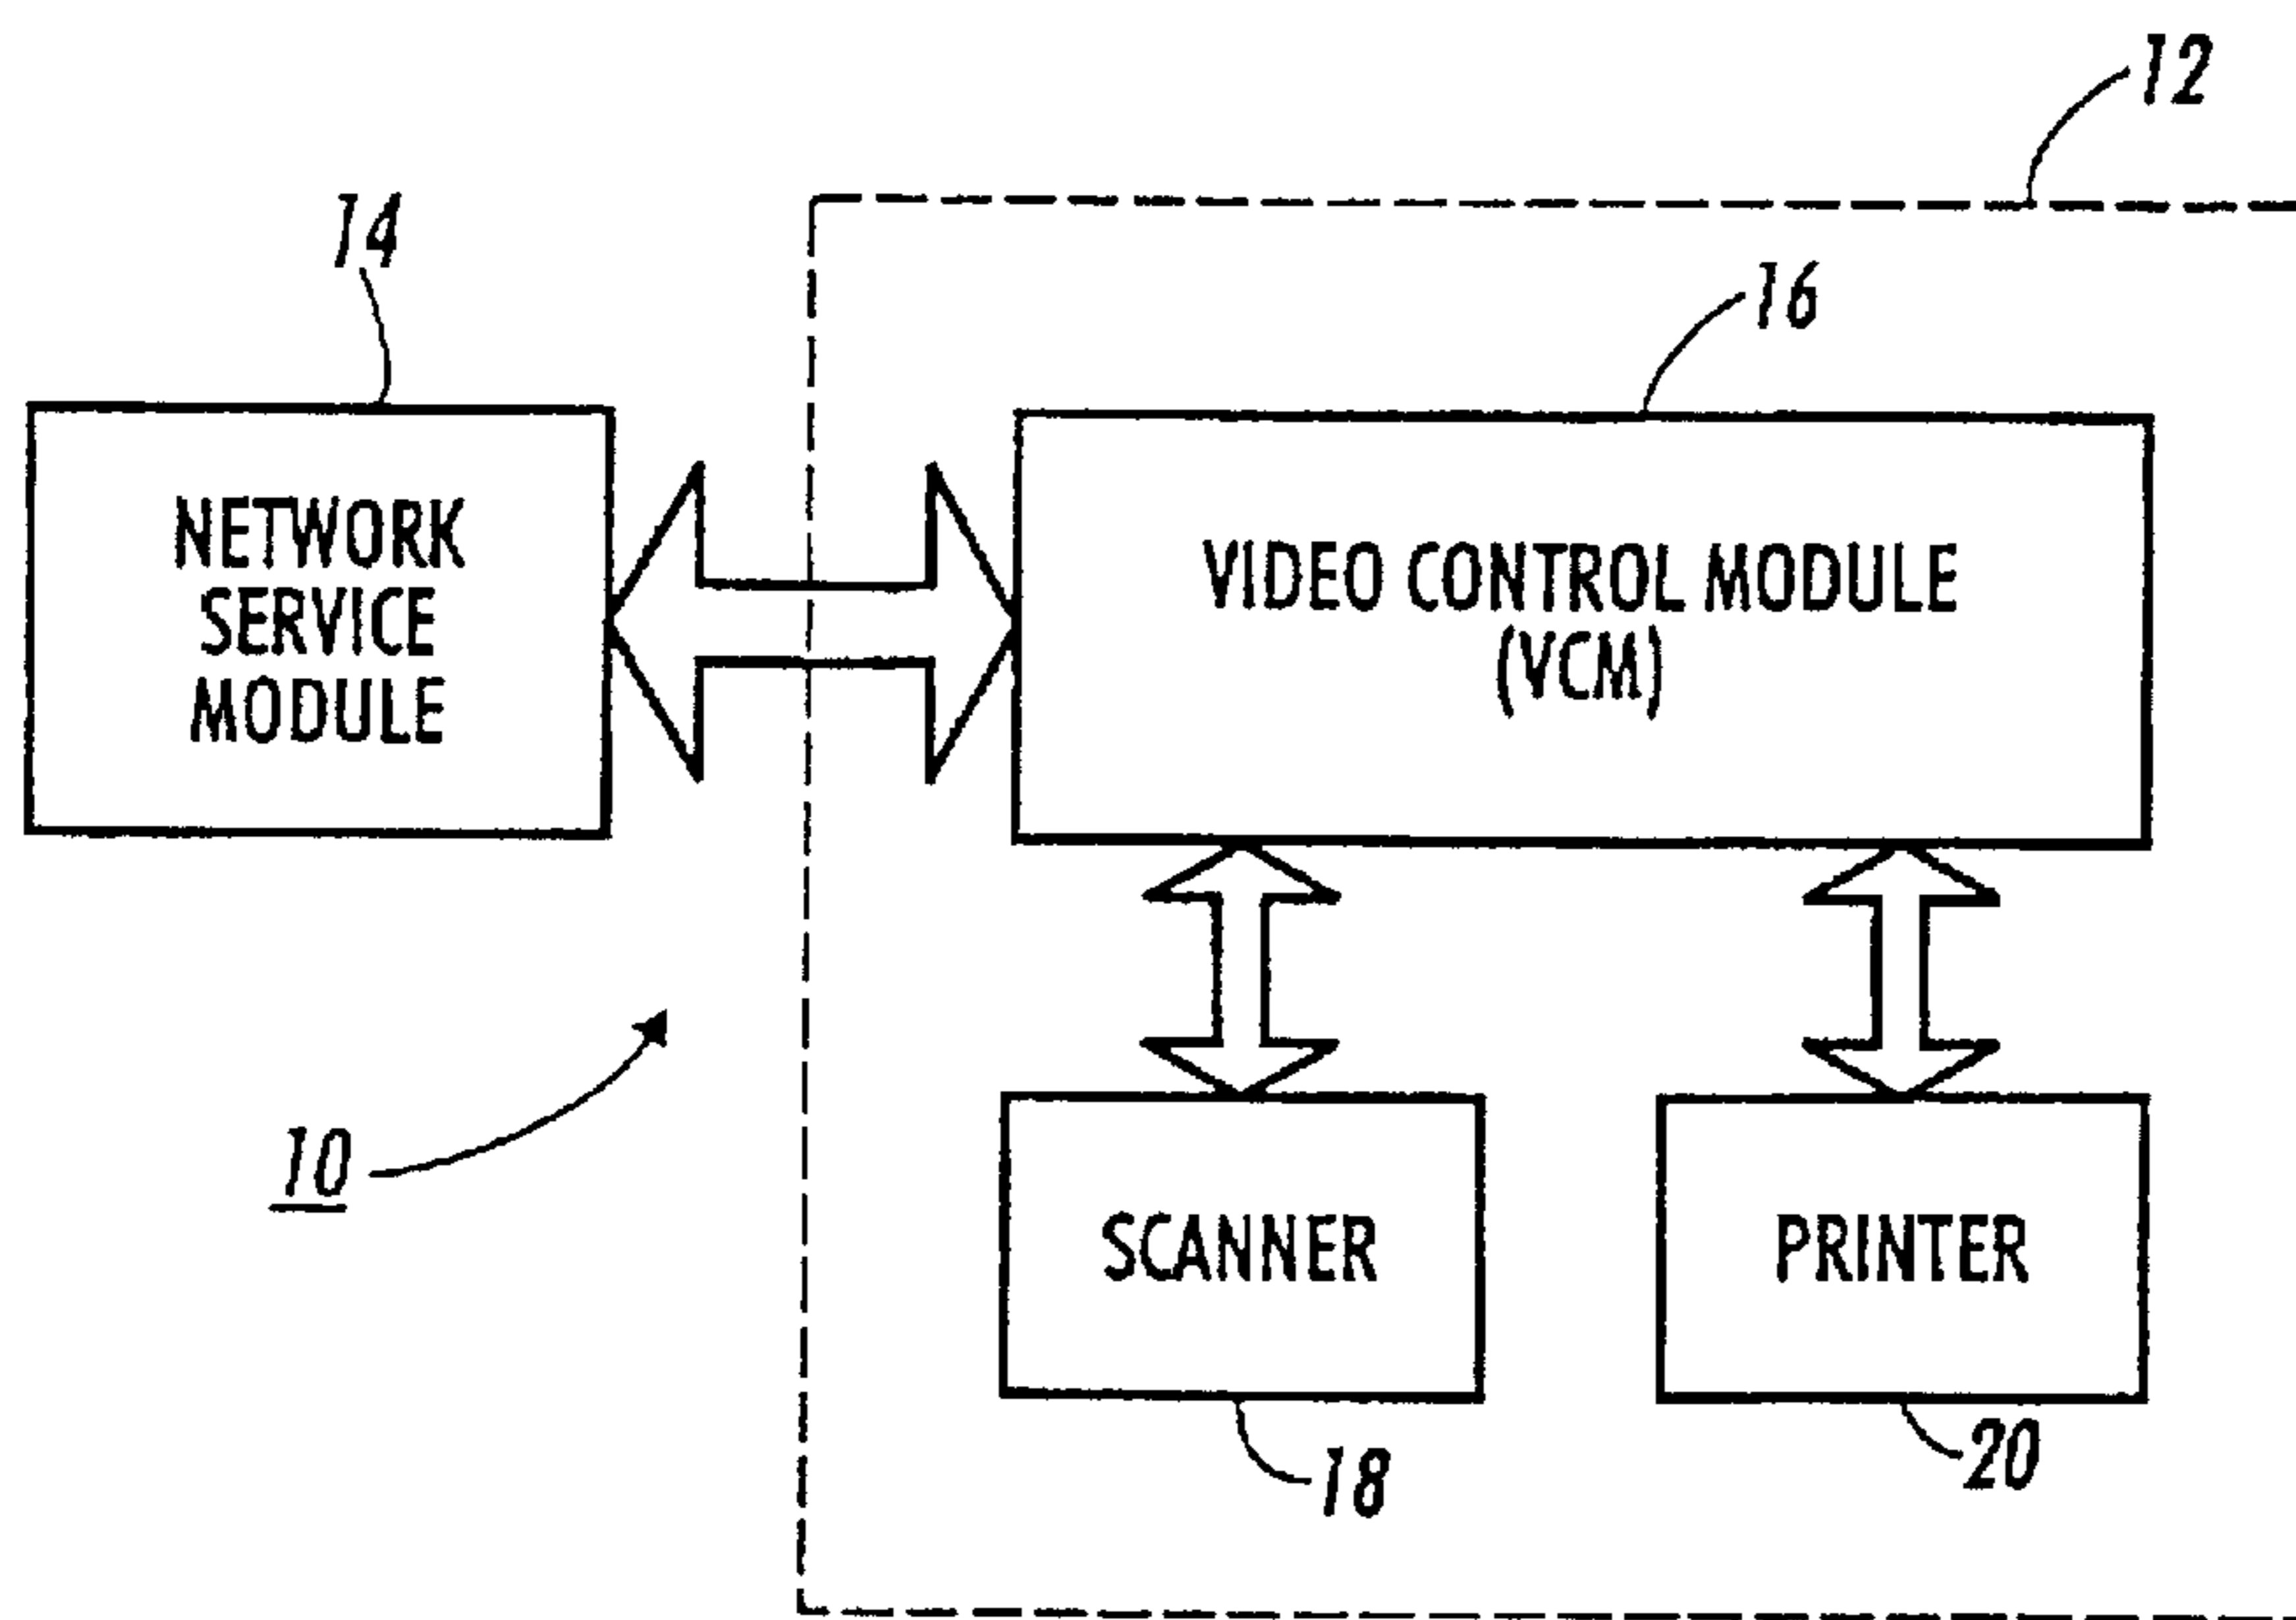 12
14
16
NETWORK
SERVICE
MODULE
VIDEO CONTROL MODULE
(VCM)
10
SCANNER
PRINTER
18
20